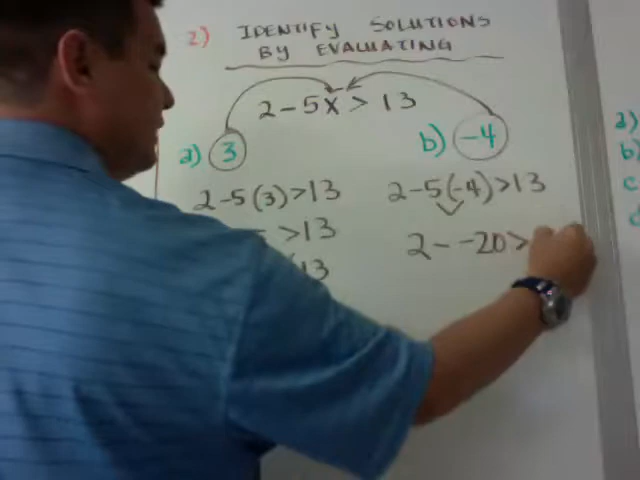 2) IDENTIFY SOLUTIONS
BY EVALUATING
2 - 5x > 13
a) 3
b) -4
2 - 5(3) > 13
> 13
13
2 - 5(-4) > 13
2 - -20 >
a)
b)
c
d